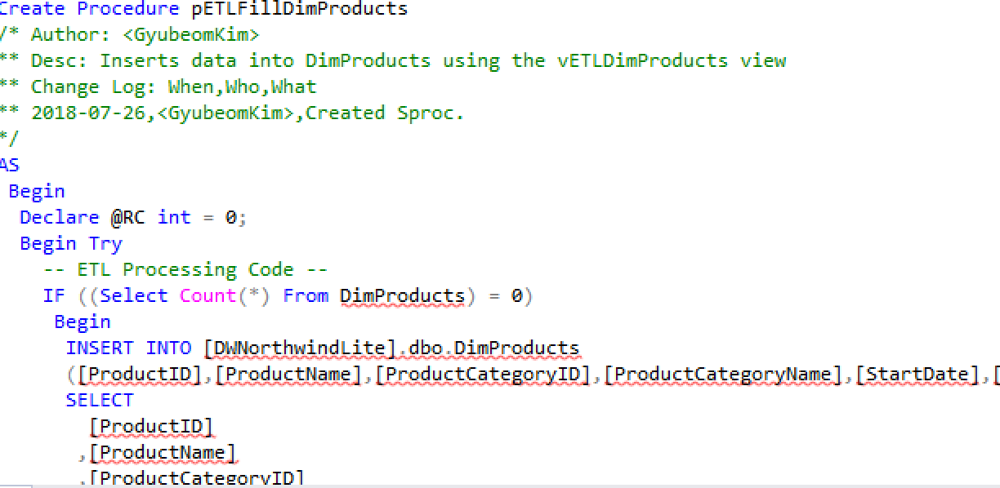 Create Procedure pETLFillDimProducts
/* Author: <GyubeomKim>
** Desc: Inserts data into DimProducts using the vETLDimProducts view
** Change Log: When,Who,What
** 2018-07-26,<GyubeomKim>,Created Sproc.
*/
AS
Begin
Declare @RC int = 0;
Begin Try
-- ETL Processing Code --
IF ((Select Count(*) From DimProducts) = 0)
Begin
INSERT INTO [DWNorthwindLite].dbo.DimProducts
([ProductID],[ProductName],[ProductCategoryID],[ProductCategoryName],[StartDate],[
SELECT
[ProductID]
,[ProductName]
,[ProductCategoryID]